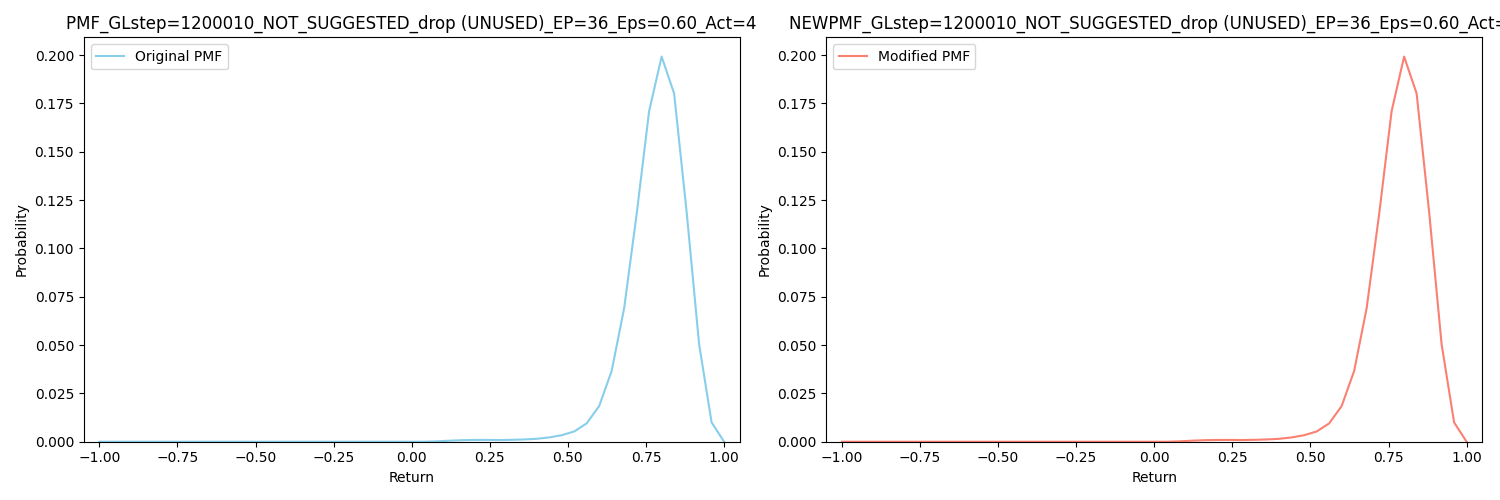 PMF_GLstep=1200010_NOT_SUGGESTED_drop (UNUSED)_EP=36_Eps=0.60_Act=4
Original PMF
0.200
0.175
0.150
0.125
0.100
0.075
0.050
0.025
0.000
Probability
−1.00 −0.75 −0.50 −0.25 0.00 0.25 0.50 0.75 1.00
Return
NEWPMF_GLstep=1200010_NOT_SUGGESTED_drop (UNUSED)_EP=36_Eps=0.60_Act=
Modified PMF
0.200
0.175
0.150
0.125
0.100
0.075
0.050
0.025
0.000
Probability
−1.00 −0.75 −0.50 −0.25 0.00 0.25 0.50 0.75 1.00
Return